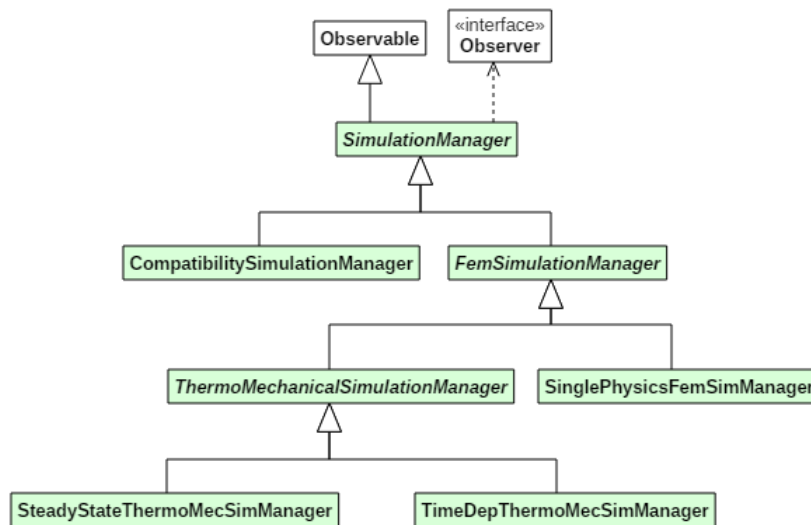 Observable
«interface»
Observer
SimulationManager
CompatibilitySimulationManager
FemSimulationManager
ThermoMechanicalSimulationManager
SinglePhysicsFemSimManager
SteadyStateThermoMecSimManager
TimeDepThermoMecSimManager